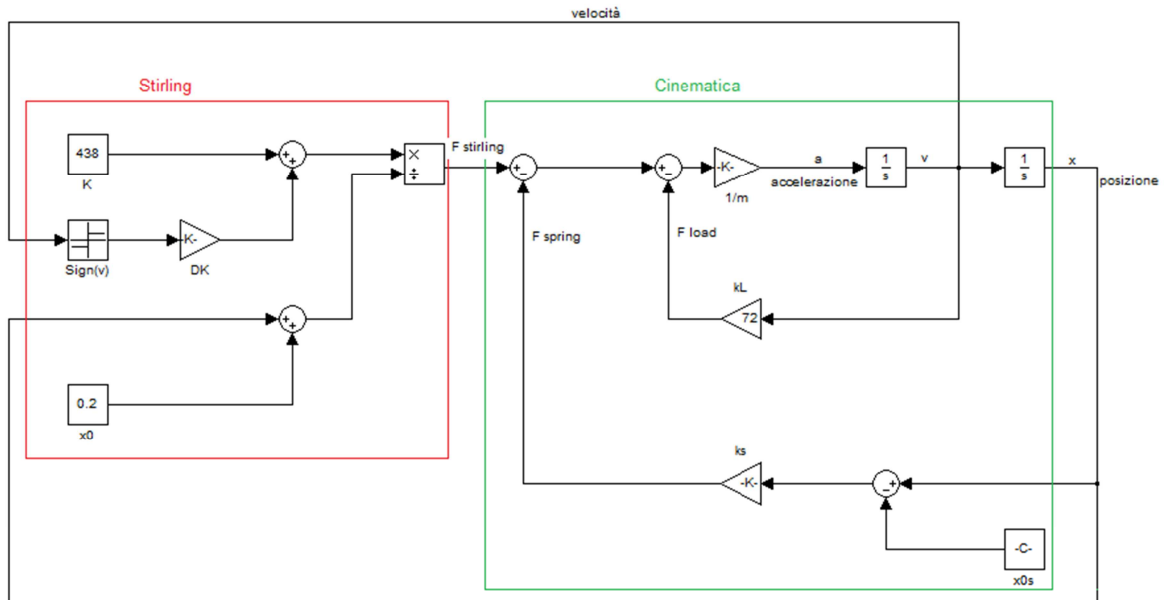 velocità
Stirling
Cinematica
438
K
F stirling
-K-
1/m
a
accelerazione
1
s
v
1
s
x
posizione
Sign(v)
-K-
DK
F spring
F load
kL
72
0.2
x0
ks
-K-
-C-
x0s